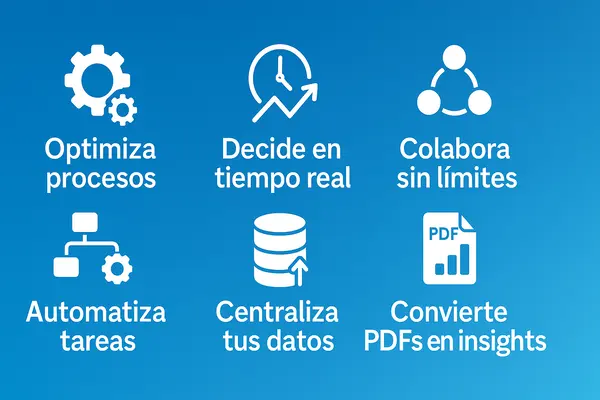 Optimiza
procesos
Decide en
tiempo real
Colabora
sin límites
Automatiza
tareas
Centraliza
tus datos
PDF
Convierte
PDFs en insights